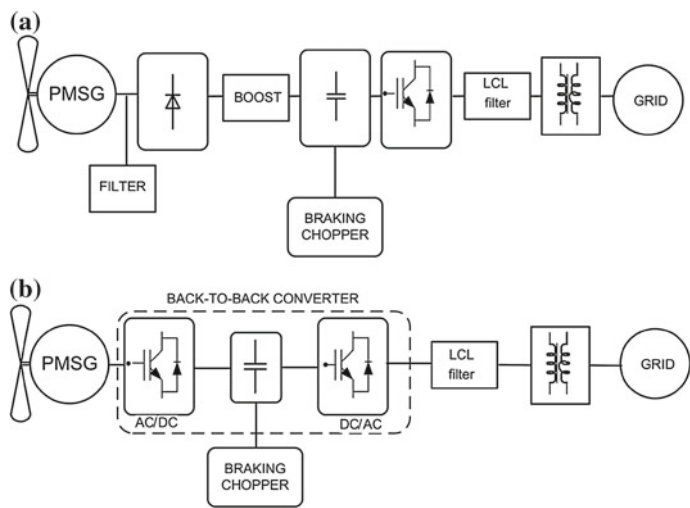 (a)
PMSG
BOOST
LCL
filter
GRID
FILTER
BRAKING
CHOPPER
(b)
BACK-TO-BACK CONVERTER
PMSG
LCL
filter
GRID
AC/DC
DC/AC
BRAKING
CHOPPER